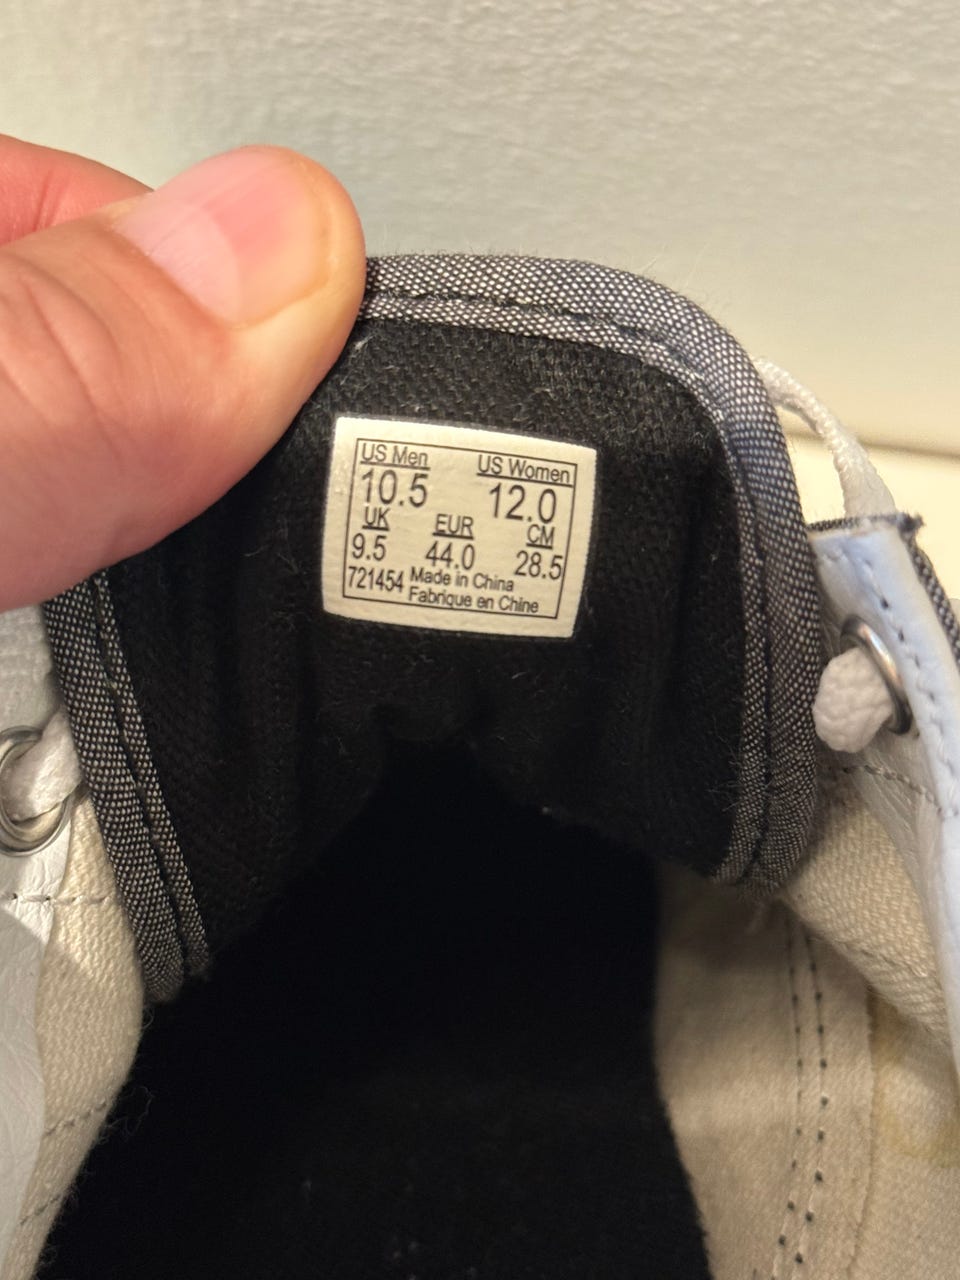 US Men US Women
10.5 12.0
UK EUR CM
9.5 44.0 28.5
721454 Made in China
Fabrique en Chine